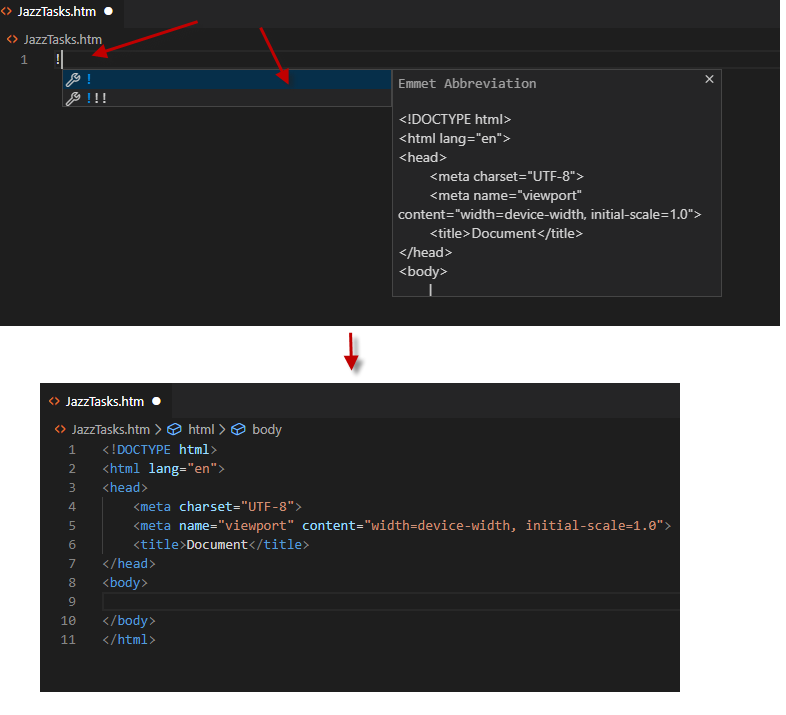 JazzTasks.htm
JazzTasks.htm
1 !
!
!!!
Emmet Abbreviation
<!DOCTYPE html>
<html lang="en">
<head>
<meta charset="UTF-8">
<meta name="viewport"
content="width=device-width, initial-scale=1.0">
<title>Document</title>
</head>
<body>
JazzTasks.htm
JazzTasks.htm > html > body
1 <!DOCTYPE html>
2 <html lang="en">
3 <head>
4 <meta charset="UTF-8">
5 <meta name="viewport" content="width=device-width, initial-scale=1.0">
6 <title>Document</title>
7 </head>
8 <body>
9
10 </body>
11 </html>